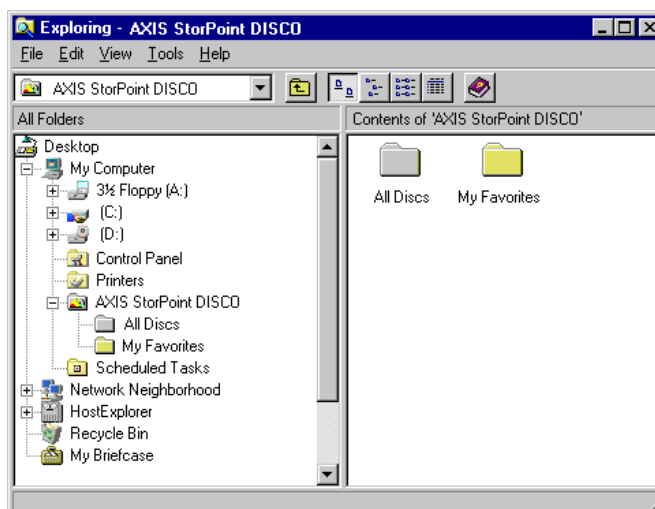 Exploring - AXIS StorPoint DISCO
File Edit View Tools Help
AXIS StorPoint DISCO
All Folders
Contents of 'AXIS StorPoint DISCO'
Desktop
My Computer
3½ Floppy (A:)
(C:)
(D:)
Control Panel
Printers
AXIS StorPoint DISCO
All Discs
My Favorites
Scheduled Tasks
Network Neighborhood
HostExplorer
Recycle Bin
My Briefcase
All Discs My Favorites